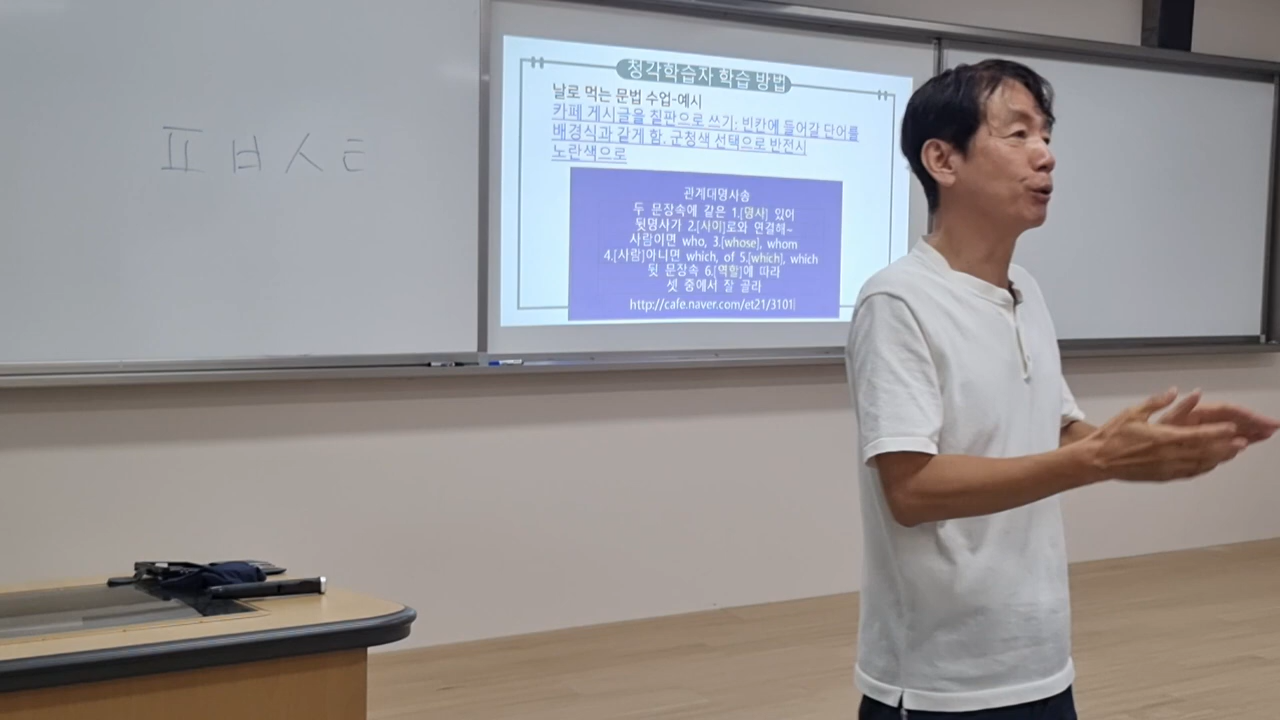 ㅍ ㅂ ㅅ ㄷ
청각학습자 학습 방법
날로 먹는 문법 수업-예시
카페 게시글을 칠판으로 쓰기: 빈칸에 들어갈 단어를
배경식과 같게 함. 군청색 선택으로 반전시
노란색으로
관계대명사송
두 문장속에 같은 1.[명사] 있어
뒷명사가 2.[사이]로와 연결해~
사람이면 who, 3.[whose], whom
4.[사람]아니면 which, of 5.[which], which
뒷 문장속 6.[역할]에 따라
셋 중에서 잘 골라
http://cafe.naver.com/et21/3101